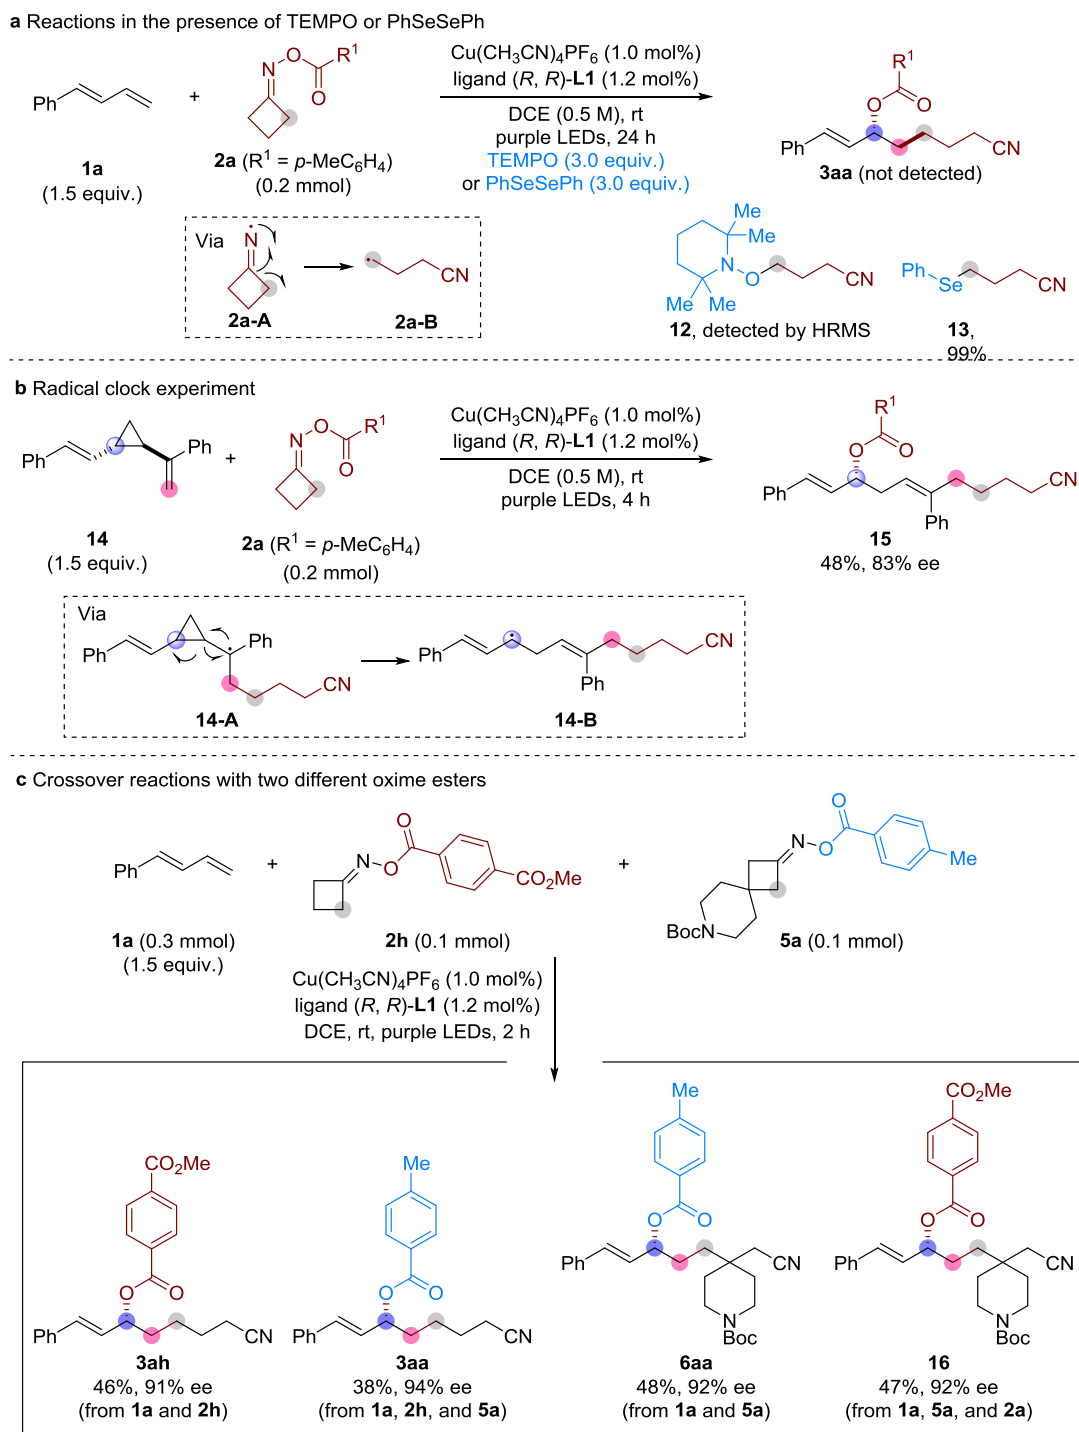 a Reactions in the presence of TEMPO or PhSeSePh
Ph
1a
(1.5 equiv.)
+
N
O
R1
O
2a (R1 = p-MeC6H4)
(0.2 mmol)
Cu(CH3CN)4PF6 (1.0 mol%)
ligand (R, R)-L1 (1.2 mol%)
DCE (0.5 M), rt
purple LEDs, 24 h
TEMPO (3.0 equiv.)
or PhSeSePh (3.0 equiv.)
R1
O
O
Ph
CN
3aa (not detected)
Via
N
2a-A
CN
2a-B
Me
Me
N
O
Me
Me
CN
12, detected by HRMS
Ph
Se
CN
13,
99%
b Radical clock experiment
Ph
Ph
14
(1.5 equiv.)
+
N
O
R1
O
2a (R1 = p-MeC6H4)
(0.2 mmol)
Cu(CH3CN)4PF6 (1.0 mol%)
ligand (R, R)-L1 (1.2 mol%)
DCE (0.5 M), rt
purple LEDs, 4 h
R1
O
O
Ph
Ph
CN
15
48%, 83% ee
Via
Ph
Ph
CN
14-A
Ph
Ph
CN
14-B
c Crossover reactions with two different oxime esters
Ph
1a (0.3 mmol)
(1.5 equiv.)
+
O
N
O
CO2Me
2h (0.1 mmol)
+
O
N
O
Me
BocN
5a (0.1 mmol)
Cu(CH3CN)4PF6 (1.0 mol%)
ligand (R, R)-L1 (1.2 mol%)
DCE, rt, purple LEDs, 2 h
CO2Me
O
O
Ph
CN
3ah
46%, 91% ee
(from 1a and 2h)
Me
O
O
Ph
CN
3aa
38%, 94% ee
(from 1a, 2h, and 5a)
Me
O
O
Ph
CN
N
Boc
6aa
48%, 92% ee
(from 1a and 5a)
CO2Me
O
O
Ph
CN
N
Boc
16
47%, 92% ee
(from 1a, 5a, and 2a)